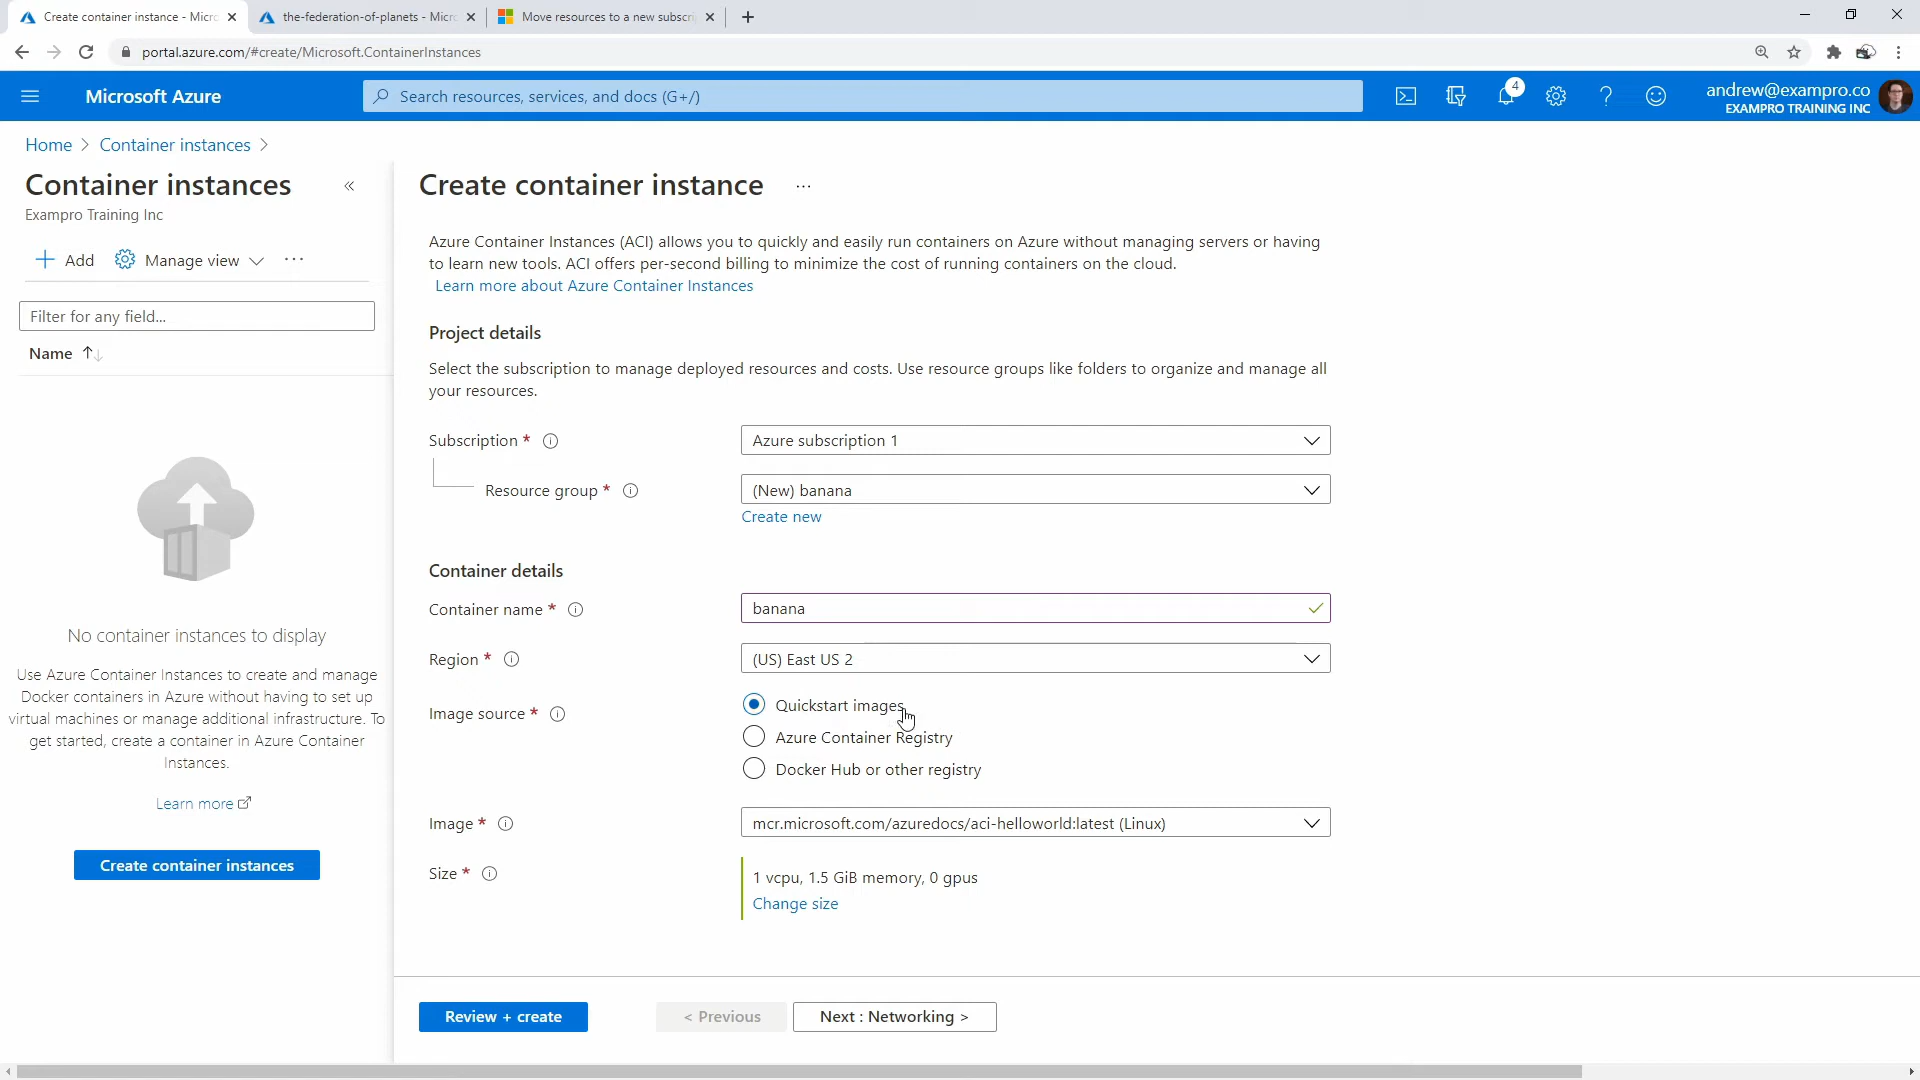 Create container instance - Micro
the-federation-of-planets - Micro
Move resources to a new subscri
portal.azure.com/#create/Microsoft.ContainerInstances
Microsoft Azure
Search resources, services, and docs (G+/)
4
andrew@exampro.co
EXAMPRO TRAINING INC
Home > Container instances >
Container instances
Exampro Training Inc
Add
Manage view
Filter for any field...
Name
No container instances to display
Use Azure Container Instances to create and manage
Docker containers in Azure without having to set up
virtual machines or manage additional infrastructure. To
get started, create a container in Azure Container
Instances.
Learn more
Create container instances
Create container instance
Azure Container Instances (ACI) allows you to quickly and easily run containers on Azure without managing servers or having
to learn new tools. ACI offers per-second billing to minimize the cost of running containers on the cloud.
Learn more about Azure Container Instances
Project details
Select the subscription to manage deployed resources and costs. Use resource groups like folders to organize and manage all
your resources.
Subscription *
Azure subscription 1
Resource group *
(New) banana
Create new
Container details
Container name *
banana
Region *
(US) East US 2
Image source *
Quickstart images
Azure Container Registry
Docker Hub or other registry
Image *
mcr.microsoft.com/azuredocs/aci-helloworld:latest (Linux)
Size *
1 vcpu, 1.5 GiB memory, 0 gpus
Change size
Review + create
< Previous
Next : Networking >